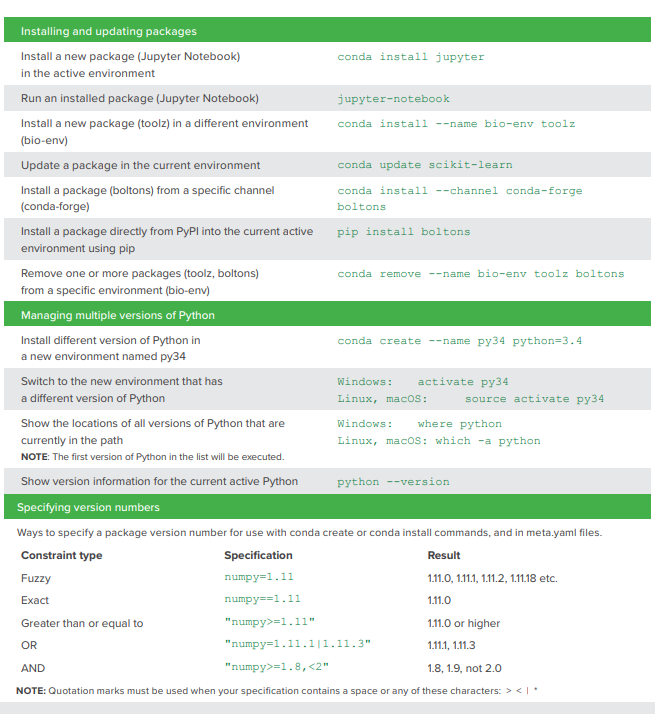 Installing and updating packages
Install a new package (Jupyter Notebook)
in the active environment
conda install jupyter
Run an installed package (Jupyter Notebook)
jupyter-notebook
Install a new package (toolz) in a different environment
(bio-env)
conda install --name bio-env toolz
Update a package in the current environment
conda update scikit-learn
Install a package (boltons) from a specific channel
(conda-forge)
conda install --channel conda-forge
boltons
Install a package directly from PyPI into the current active
environment using pip
pip install boltons
Remove one or more packages (toolz, boltons)
from a specific environment (bio-env)
conda remove --name bio-env toolz boltons
Managing multiple versions of Python
Install different version of Python in
a new environment named py34
conda create --name py34 python=3.4
Switch to the new environment that has
a different version of Python
Windows: activate py34
Linux, macOS: source activate py34
Show the locations of all versions of Python that are
currently in the path
NOTE: The first version of Python in the list will be executed.
Windows: where python
Linux, macOS: which -a python
Show version information for the current active Python
python --version
Specifying version numbers
Ways to specify a package version number for use with conda create or conda install commands, and in meta.yaml files.
Constraint type Specification Result
Fuzzy numpy=1.11 1.11.0, 1.11.1, 1.11.2, 1.11.18 etc.
Exact numpy==1.11 1.11.0
Greater than or equal to "numpy>=1.11" 1.11.0 or higher
OR "numpy=1.11.1|1.11.3" 1.11.1, 1.11.3
AND "numpy>=1.8,<2" 1.8, 1.9, not 2.0
NOTE: Quotation marks must be used when your specification contains a space or any of these characters: > < | *